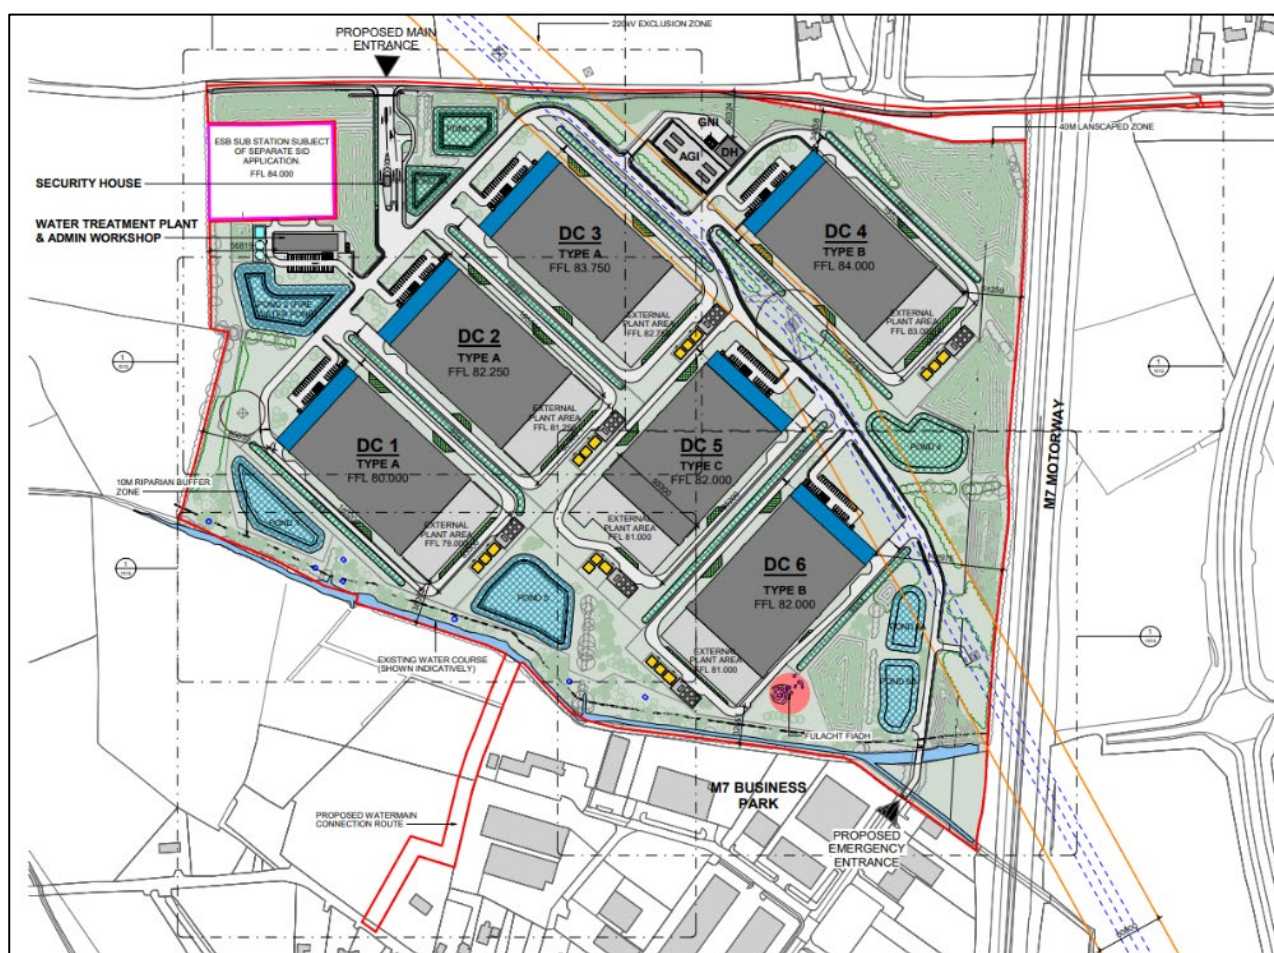 220kV EXCLUSION ZONE
PROPOSED MAIN
ENTRANCE
GNI
AGI
DH
40M LANSCAPED ZONE
ESB SUB STATION SUBJECT
OF SEPARATE SID
APPLICATION.
FFL 84.000
SECURITY HOUSE
WATER TREATMENT PLANT
& ADMIN WORKSHOP
56819
DC 3
TYPE A
FFL 83.750
DC 4
TYPE B
FFL 84.000
EXTERNAL
PLANT AREA
EXTERNAL
PLANT AREA
DC 2
TYPE A
FFL 82.250
EXTERNAL
PLANT AREA
FFL 81.250
M7 MOTORWAY
DC 1
TYPE A
FFL 80.000
DC 5
TYPE C
FFL 82.000
POND 4
10M RIPARIAN BUFFER
ZONE
EXTERNAL
PLANT AREA
FFL 79.000
EXTERNAL
PLANT AREA
FFL 81.000
DC 6
TYPE B
FFL 82.000
POND 5
EXTERNAL
PLANT AREA
FFL 81.000
EXISTING WATER COURSE
(SHOWN INDICATIVELY)
FULACHT FIADH
M7 BUSINESS
PARK
PROPOSED WATERMAIN
CONNECTION ROUTE
PROPOSED
EMERGENCY
ENTRANCE